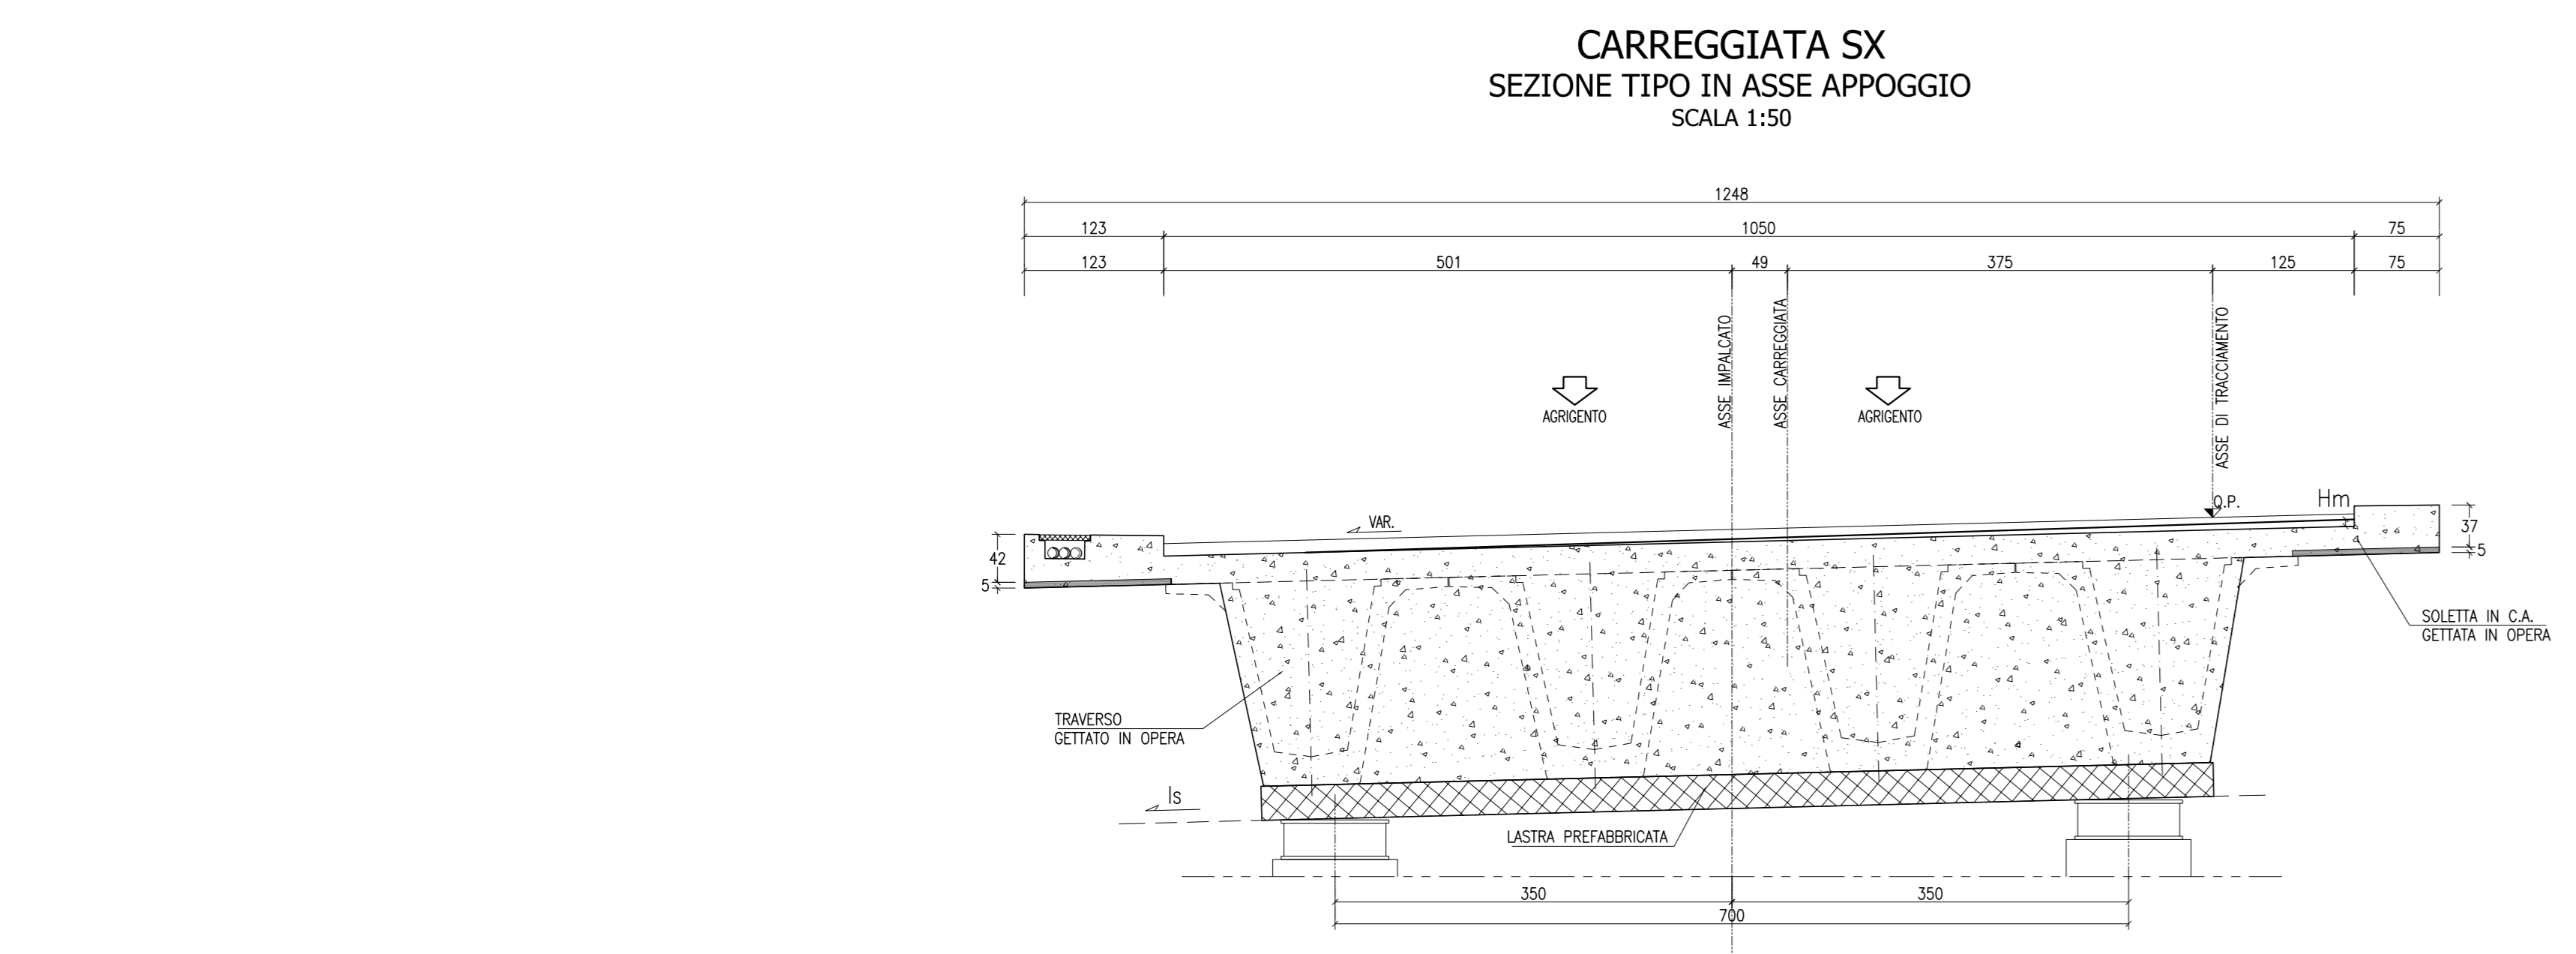 CARREGGIATA SX
SEZIONE TIPO IN ASSE APPOGGIO
SCALA 1:50
1248
123 1050 75
123 501 49 375 125 75
ASSE IMPALCATO
ASSE CARREGGIATA
ASSE DI TRACCIAMENTO
AGRIGENTO AGRIGENTO
Q.P. Hm
VAR.
42
5
37
5
SOLETTA IN C.A.
GETTATA IN OPERA
TRAVERSO
GETTATO IN OPERA
Is
LASTRA PREFABBRICATA
350 350
700